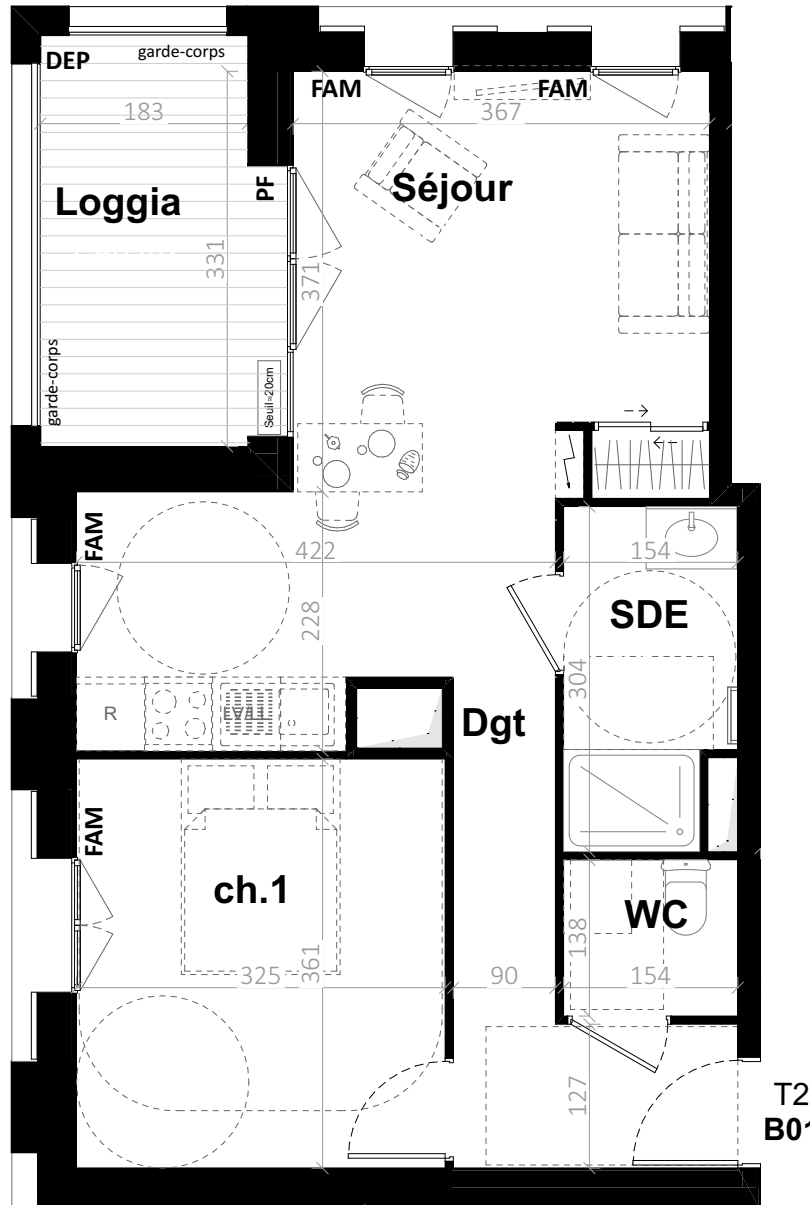 DEP
garde-corps
FAM
FAM
183
367
Loggia
PF
Séjour
331
371
garde-corps
Seuil=20cm
FAM
422
154
228
SDE
304
R
Dgt
FAM
ch.1
WC
138
325
361
90
154
127
T2
B01